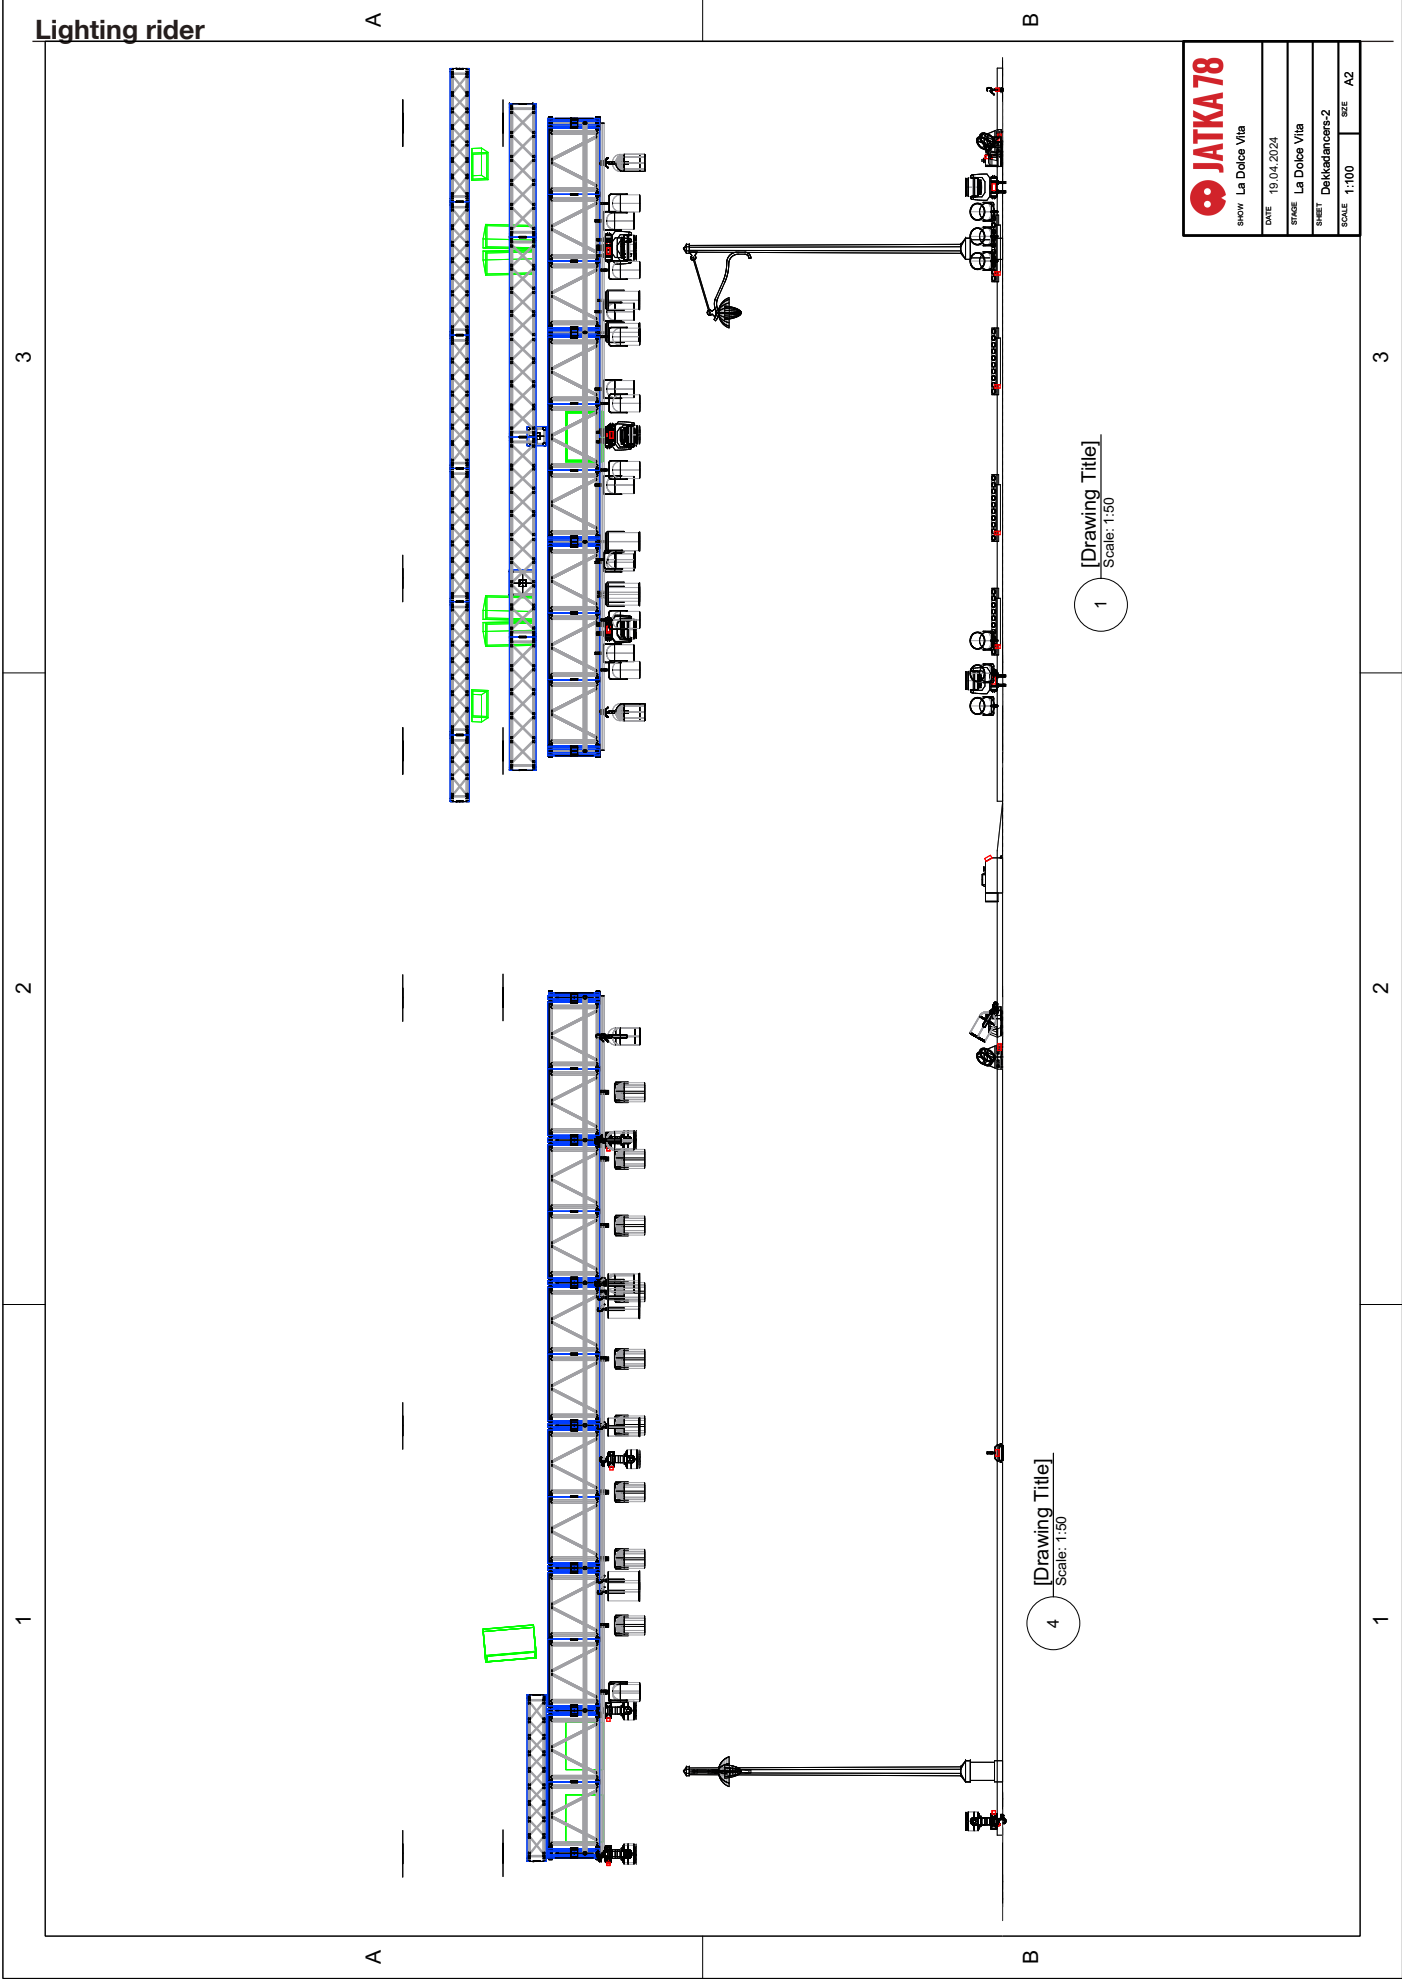 Lighting rider
A
B
3
2
1
3
2
1
A
B
JATKA 78
SHOW La Dolce Vita
DATE 19.04.2024
STAGE La Dolce Vita
SHEET Dekkadancers-2
SCALE 1:100 SIZE A2
1
[Drawing Title]
Scale: 1:50
4
[Drawing Title]
Scale: 1:50